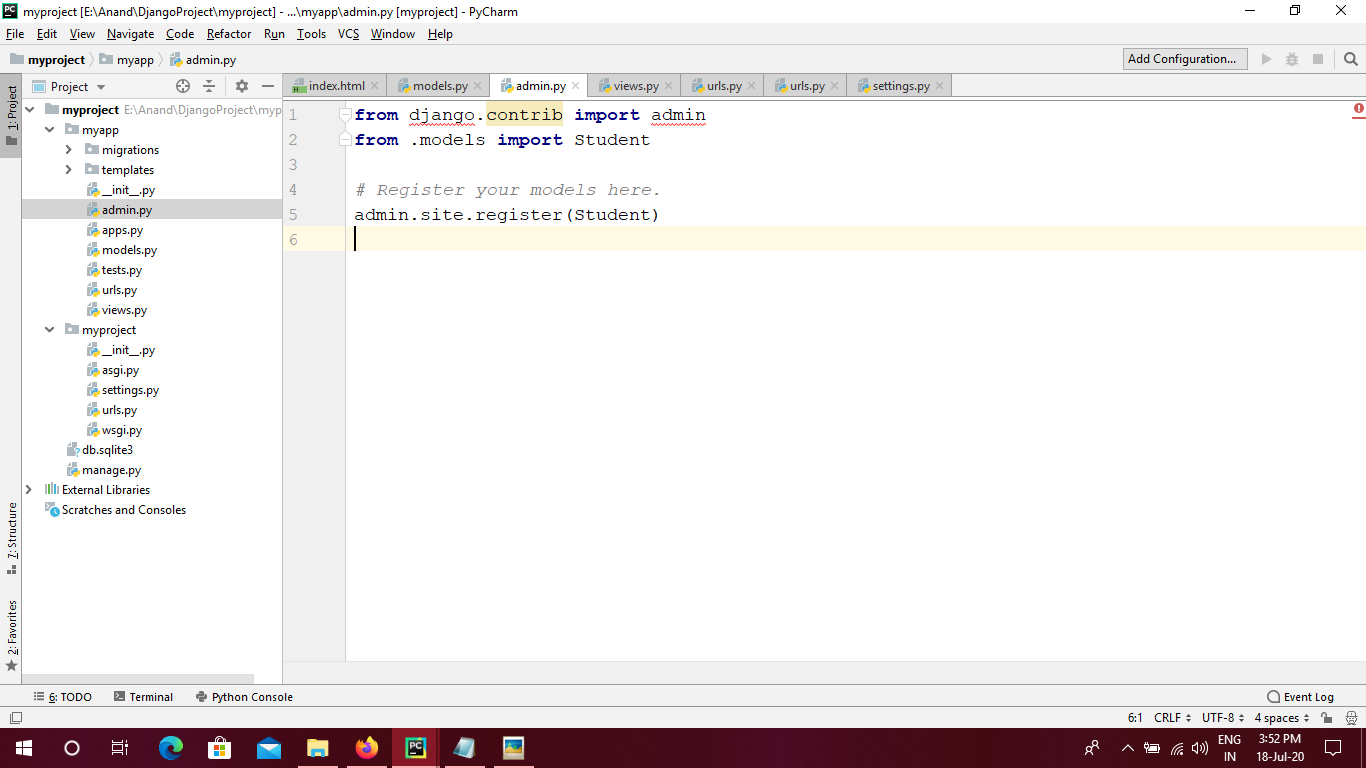 myproject [E:\Anand\DjangoProject\myproject] - ...\myapp\admin.py [myproject] - PyCharm
File Edit View Navigate Code Refactor Run Tools VCS Window Help
myproject myapp admin.py Add Configuration...
1: Project
Project
index.html models.py admin.py views.py urls.py urls.py settings.py
myproject E:\Anand\DjangoProject\myp
myapp
migrations
templates
__init__.py
admin.py
apps.py
models.py
tests.py
urls.py
views.py
myproject
__init__.py
asgi.py
settings.py
urls.py
wsgi.py
db.sqlite3
manage.py
External Libraries
Scratches and Consoles
1 from django.contrib import admin
2 from .models import Student
3
4 # Register your models here.
5 admin.site.register(Student)
6
7: Structure
2: Favorites
6: TODO Terminal Python Console Event Log
6:1 CRLF UTF-8 4 spaces
ENG 3:52 PM
IN 18-Jul-20